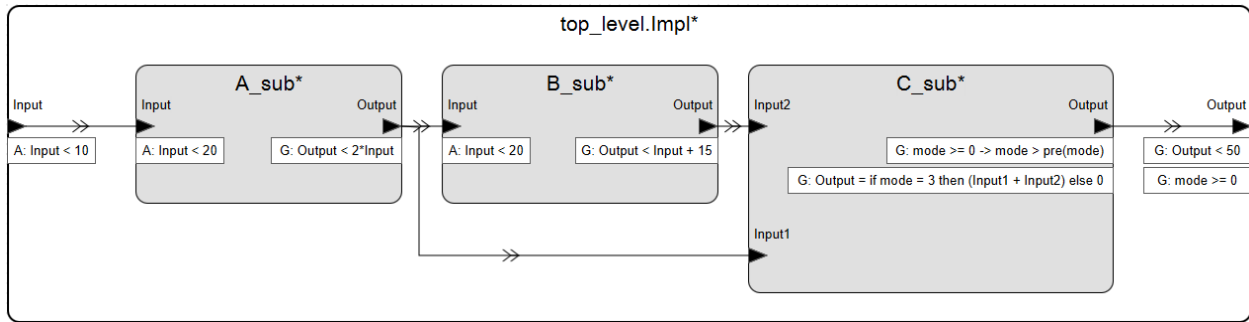 top_level.Impl*
A_sub*
B_sub*
C_sub*
Input
Input
Output
Input
Output
Input2
Output
Output
A: Input < 10
A: Input < 20
G: Output < 2*Input
A: Input < 20
G: Output < Input + 15
G: mode >= 0 -> mode > pre(mode)
G: Output < 50
G: Output = if mode = 3 then (Input1 + Input2) else 0
G: mode >= 0
Input1